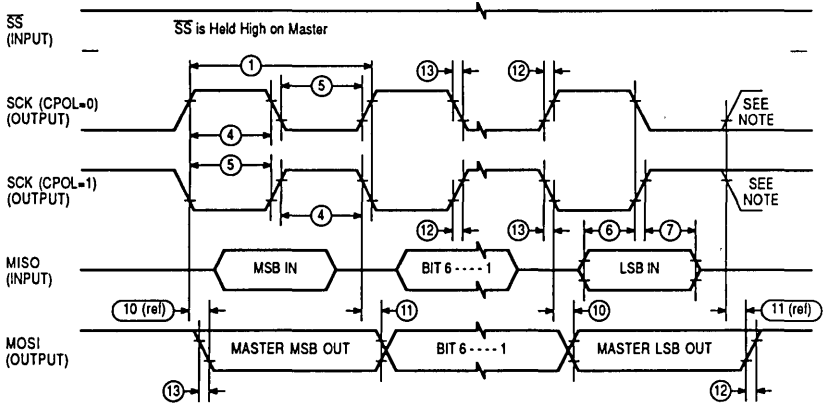 SS
(INPUT)
SS is Held High on Master
1
5
13
12
SCK (CPOL=0)
(OUTPUT)
4
SEE
NOTE
5
SCK (CPOL=1)
(OUTPUT)
4
SEE
NOTE
12
13
6
7
MISO
(INPUT)
MSB IN
BIT 6 ---- 1
LSB IN
10 (ref)
11
10
11 (ref)
MOSI
(OUTPUT)
MASTER MSB OUT
BIT 6 ---- 1
MASTER LSB OUT
13
12